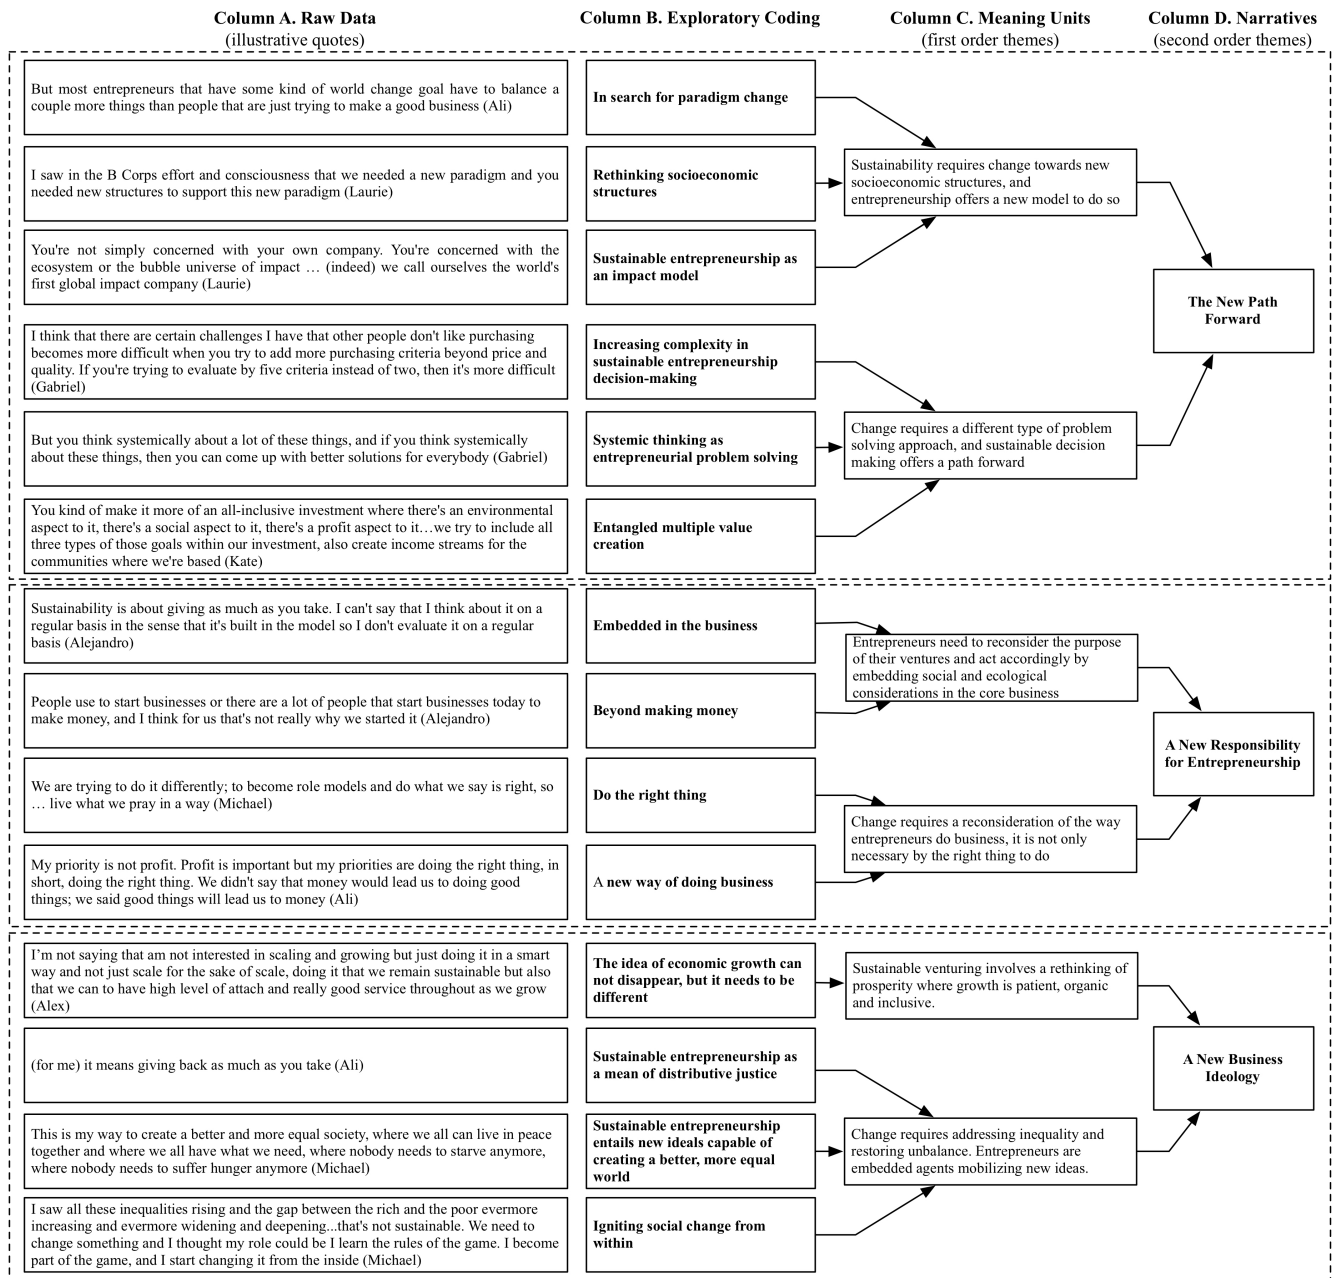 Column A. Raw Data
(illustrative quotes)
Column B. Exploratory Coding
Column C. Meaning Units
(first order themes)
Column D. Narratives
(second order themes)
But most entrepreneurs that have some kind of world change goal have to balance a
couple more things than people that are just trying to make a good business (Ali)
In search for paradigm change
I saw in the B Corps effort and consciousness that we needed a new paradigm and you
needed new structures to support this new paradigm (Laurie)
Rethinking socioeconomic
structures
You're not simply concerned with your own company. You're concerned with the
ecosystem or the bubble universe of impact … (indeed) we call ourselves the world's
first global impact company (Laurie)
Sustainable entrepreneurship as
an impact model
Sustainability requires change towards new
socioeconomic structures, and
entrepreneurship offers a new model to do so
I think that there are certain challenges I have that other people don't like purchasing
becomes more difficult when you try to add more purchasing criteria beyond price and
quality. If you're trying to evaluate by five criteria instead of two, then it's more difficult
(Gabriel)
Increasing complexity in
sustainable entrepreneurship
decision-making
But you think systemically about a lot of these things, and if you think systemically
about these things, then you can come up with better solutions for everybody (Gabriel)
Systemic thinking as
entrepreneurial problem solving
You kind of make it more of an all-inclusive investment where there's an environmental
aspect to it, there's a social aspect to it, there's a profit aspect to it…we try to include all
three types of those goals within our investment, also create income streams for the
communities where we're based (Kate)
Entangled multiple value
creation
Change requires a different type of problem
solving approach, and sustainable decision
making offers a path forward
The New Path
Forward
Sustainability is about giving as much as you take. I can't say that I think about it on a
regular basis in the sense that it's built in the model so I don't evaluate it on a regular
basis (Alejandro)
Embedded in the business
People use to start businesses or there are a lot of people that start businesses today to
make money, and I think for us that's not really why we started it (Alejandro)
Beyond making money
Entrepreneurs need to reconsider the purpose
of their ventures and act accordingly by
embedding social and ecological
considerations in the core business
We are trying to do it differently; to become role models and do what we say is right, so
… live what we pray in a way (Michael)
Do the right thing
My priority is not profit. Profit is important but my priorities are doing the right thing, in
short, doing the right thing. We didn't say that money would lead us to doing good
things; we said good things will lead us to money (Ali)
A new way of doing business
Change requires a reconsideration of the way
entrepreneurs do business, it is not only
necessary by the right thing to do
A New Responsibility
for Entrepreneurship
I’m not saying that am not interested in scaling and growing but just doing it in a smart
way and not just scale for the sake of scale, doing it that we remain sustainable but also
that we can to have high level of attach and really good service throughout as we grow
(Alex)
The idea of economic growth can
not disappear, but it needs to be
different
Sustainable venturing involves a rethinking of
prosperity where growth is patient, organic
and inclusive.
(for me) it means giving back as much as you take (Ali)
Sustainable entrepreneurship as
a mean of distributive justice
This is my way to create a better and more equal society, where we all can live in peace
together and where we all have what we need, where nobody needs to starve anymore,
where nobody needs to suffer hunger anymore (Michael)
Sustainable entrepreneurship
entails new ideals capable of
creating a better, more equal
world
I saw all these inequalities rising and the gap between the rich and the poor evermore
increasing and evermore widening and deepening...that's not sustainable. We need to
change something and I thought my role could be I learn the rules of the game. I become
part of the game, and I start changing it from the inside (Michael)
Igniting social change from
within
Change requires addressing inequality and
restoring unbalance. Entrepreneurs are
embedded agents mobilizing new ideas.
A New Business
Ideology